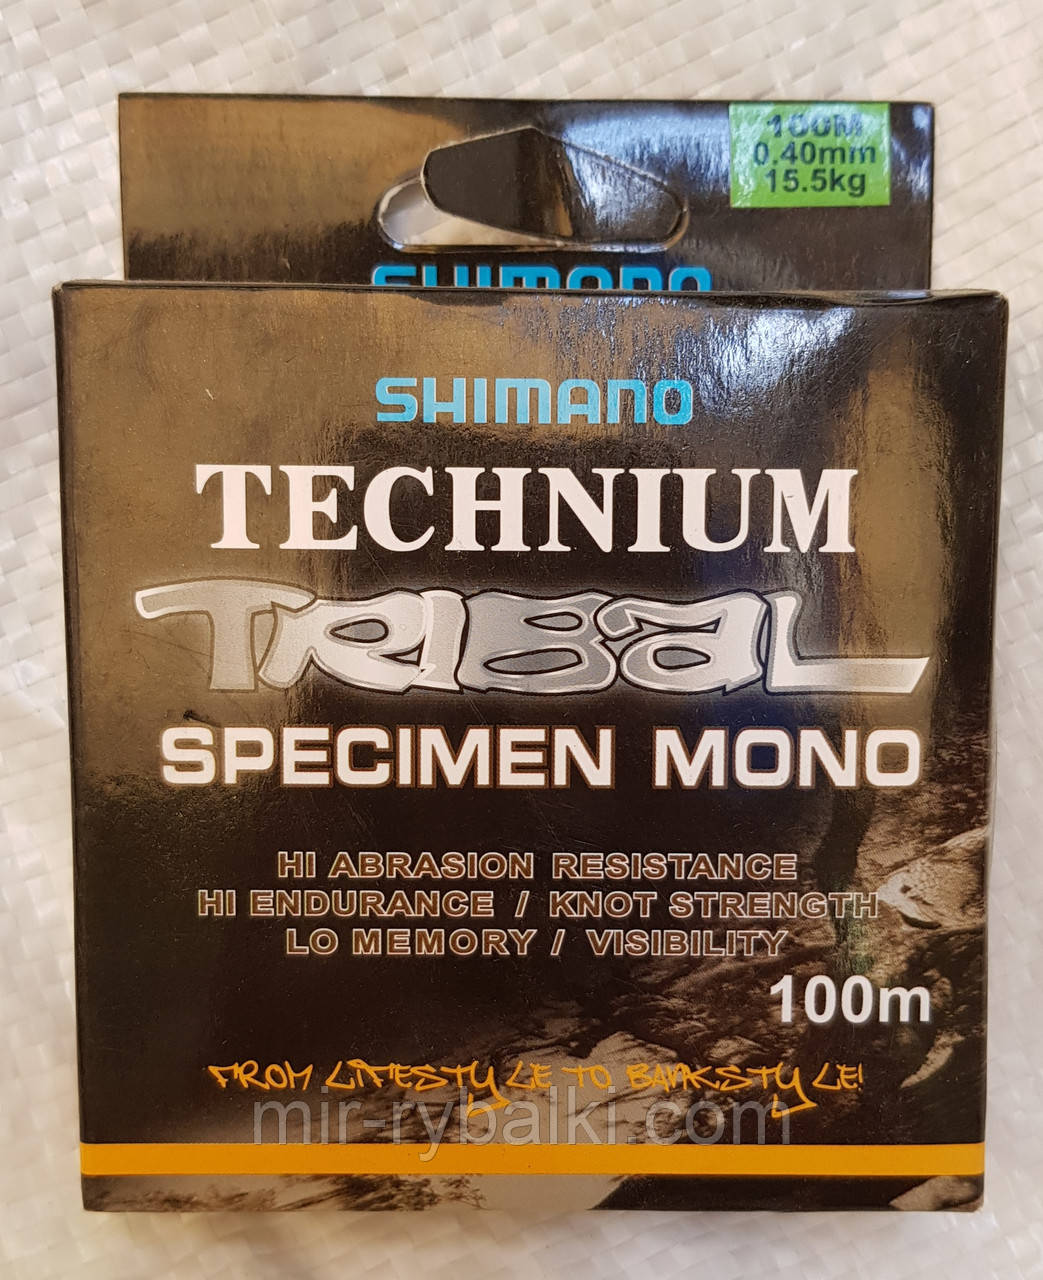 100M
0.40mm
15.5kg
SHIMANO
SHIMANO
TECHNIUM
TRIBAL
SPECIMEN MONO
HI ABRASION RESISTANCE
HI ENDURANCE / KNOT STRENGTH
LO MEMORY / VISIBILITY
100m
FROM LIFESTYLE TO BANKSTYLE!
mir-rybalki.com